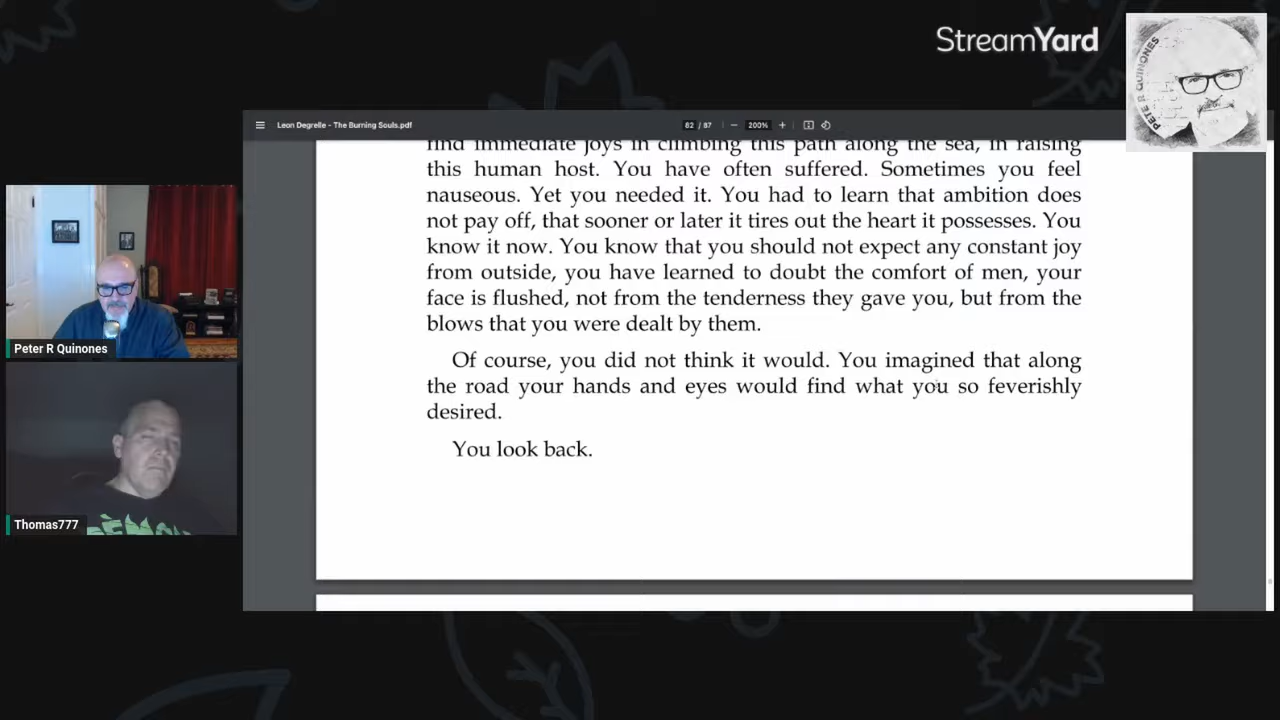 StreamYard
PETE R QUINONES
Leon Degrelle - The Burning Souls.pdf
82 / 87
200%
find immediate joys in climbing this path along the sea, in raising
this human host. You have often suffered. Sometimes you feel
nauseous. Yet you needed it. You had to learn that ambition does
not pay off, that sooner or later it tires out the heart it possesses. You
know it now. You know that you should not expect any constant joy
from outside, you have learned to doubt the comfort of men, your
face is flushed, not from the tenderness they gave you, but from the
blows that you were dealt by them.
Of course, you did not think it would. You imagined that along
the road your hands and eyes would find what you so feverishly
desired.
You look back.
Peter R Quinones
Thomas777